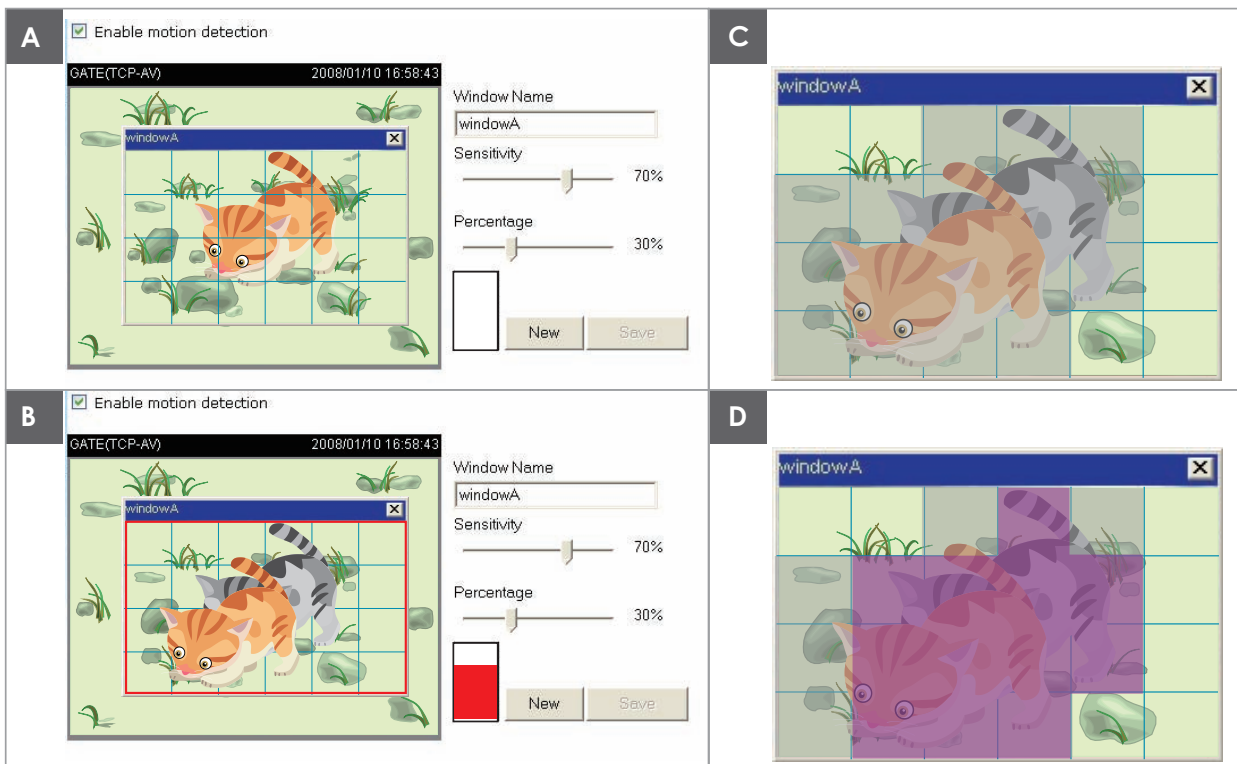 A
Enable motion detection
GATE(TCP-AV) 2008/01/10 16:58:43
windowA
Window Name
windowA
Sensitivity
70%
Percentage
30%
New Save
B
Enable motion detection
GATE(TCP-AV) 2008/01/10 16:58:43
windowA
Window Name
windowA
Sensitivity
70%
Percentage
30%
New Save
C
windowA
D
windowA